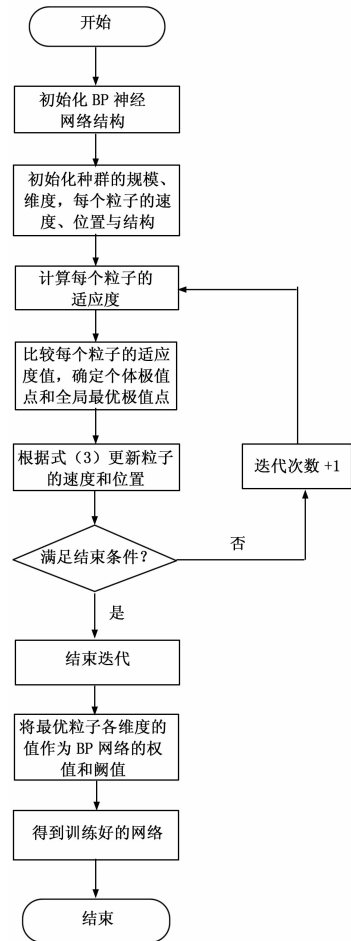 开始
初始化 BP 神经
网络结构
初始化种群的规模、
维度，每个粒子的速
度、位置与结构
计算每个粒子的
适应度
比较每个粒子的适应
度值，确定个体极值
点和全局最优极值点
根据式（3）更新粒子
的速度和位置
迭代次数 +1
满足结束条件？
否
是
结束迭代
将最优粒子各维度的
值作为 BP 网络的权
值和阙值
得到训练好的网络
结束